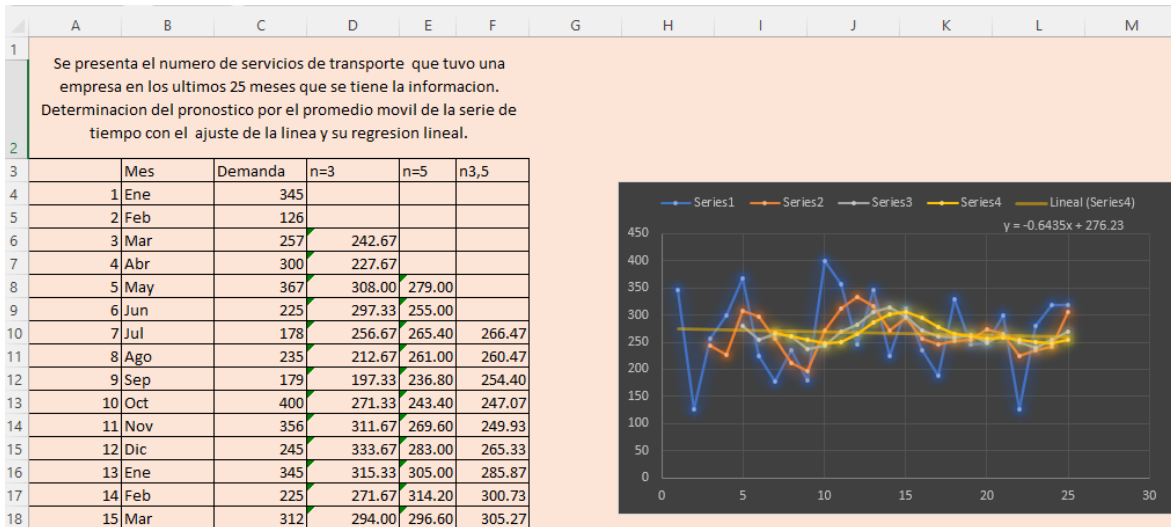 A B C D E F G H I J K L M
1
Se presenta el numero de servicios de transporte que tuvo una
empresa en los ultimos 25 meses que se tiene la informacion.
Determinacion del pronostico por el promedio movil de la serie de
tiempo con el ajuste de la linea y su regresion lineal.
2
3 Mes Demanda n=3 n=5 n3,5
4 1 Ene 345
5 2 Feb 126
6 3 Mar 257 242.67
7 4 Abr 300 227.67
8 5 May 367 308.00 279.00
9 6 Jun 225 297.33 255.00
10 7 Jul 178 256.67 265.40 266.47
11 8 Ago 235 212.67 261.00 260.47
12 9 Sep 179 197.33 236.80 254.40
13 10 Oct 400 271.33 243.40 247.07
14 11 Nov 356 311.67 269.60 249.93
15 12 Dic 245 333.67 283.00 265.33
16 13 Ene 345 315.33 305.00 285.87
17 14 Feb 225 271.67 314.20 300.73
18 15 Mar 312 294.00 296.60 305.27
Series1 Series2 Series3 Series4 Lineal (Series4)
y = -0.6435x + 276.23
450
400
350
300
250
200
150
100
50
0
0 5 10 15 20 25 30